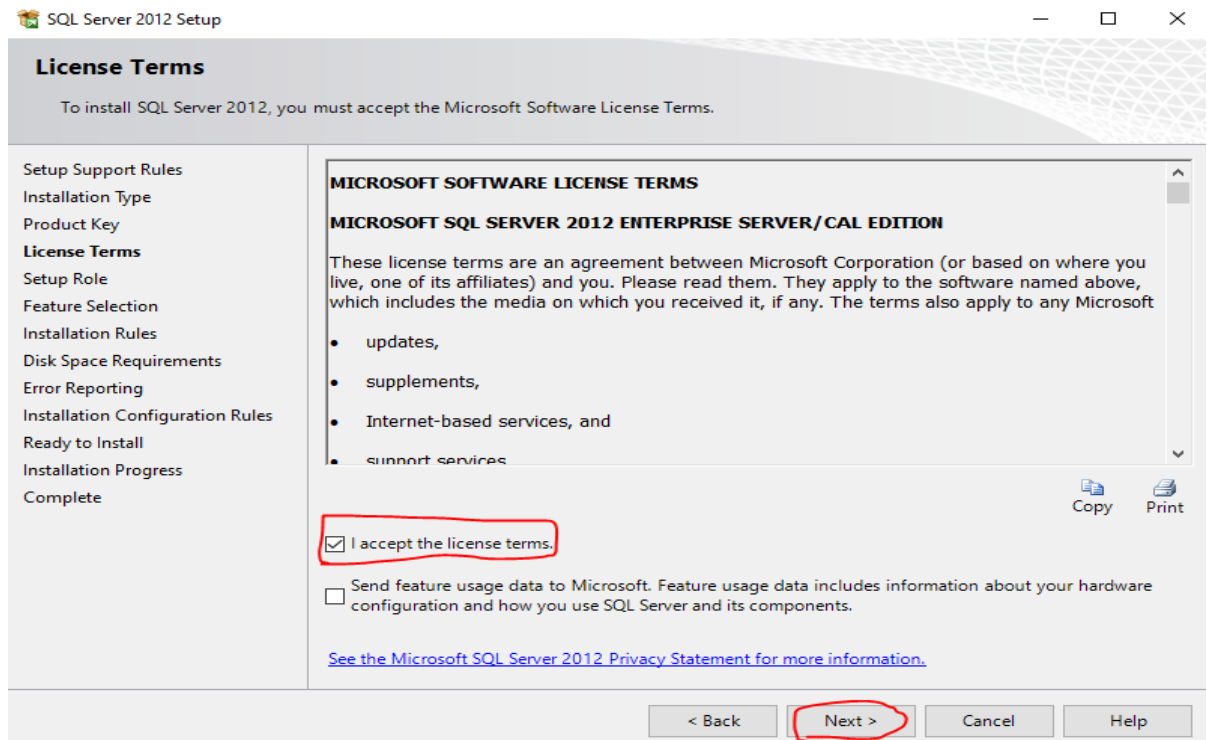 SQL Server 2012 Setup
License Terms
To install SQL Server 2012, you must accept the Microsoft Software License Terms.
Setup Support Rules
Installation Type
Product Key
License Terms
Setup Role
Feature Selection
Installation Rules
Disk Space Requirements
Error Reporting
Installation Configuration Rules
Ready to Install
Installation Progress
Complete
MICROSOFT SOFTWARE LICENSE TERMS
MICROSOFT SQL SERVER 2012 ENTERPRISE SERVER/CAL EDITION
These license terms are an agreement between Microsoft Corporation (or based on where you
live, one of its affiliates) and you. Please read them. They apply to the software named above,
which includes the media on which you received it, if any. The terms also apply to any Microsoft
• updates,
• supplements,
• Internet-based services, and
• support services
Copy Print
I accept the license terms.
Send feature usage data to Microsoft. Feature usage data includes information about your hardware
configuration and how you use SQL Server and its components.
See the Microsoft SQL Server 2012 Privacy Statement for more information.
< Back Next > Cancel Help